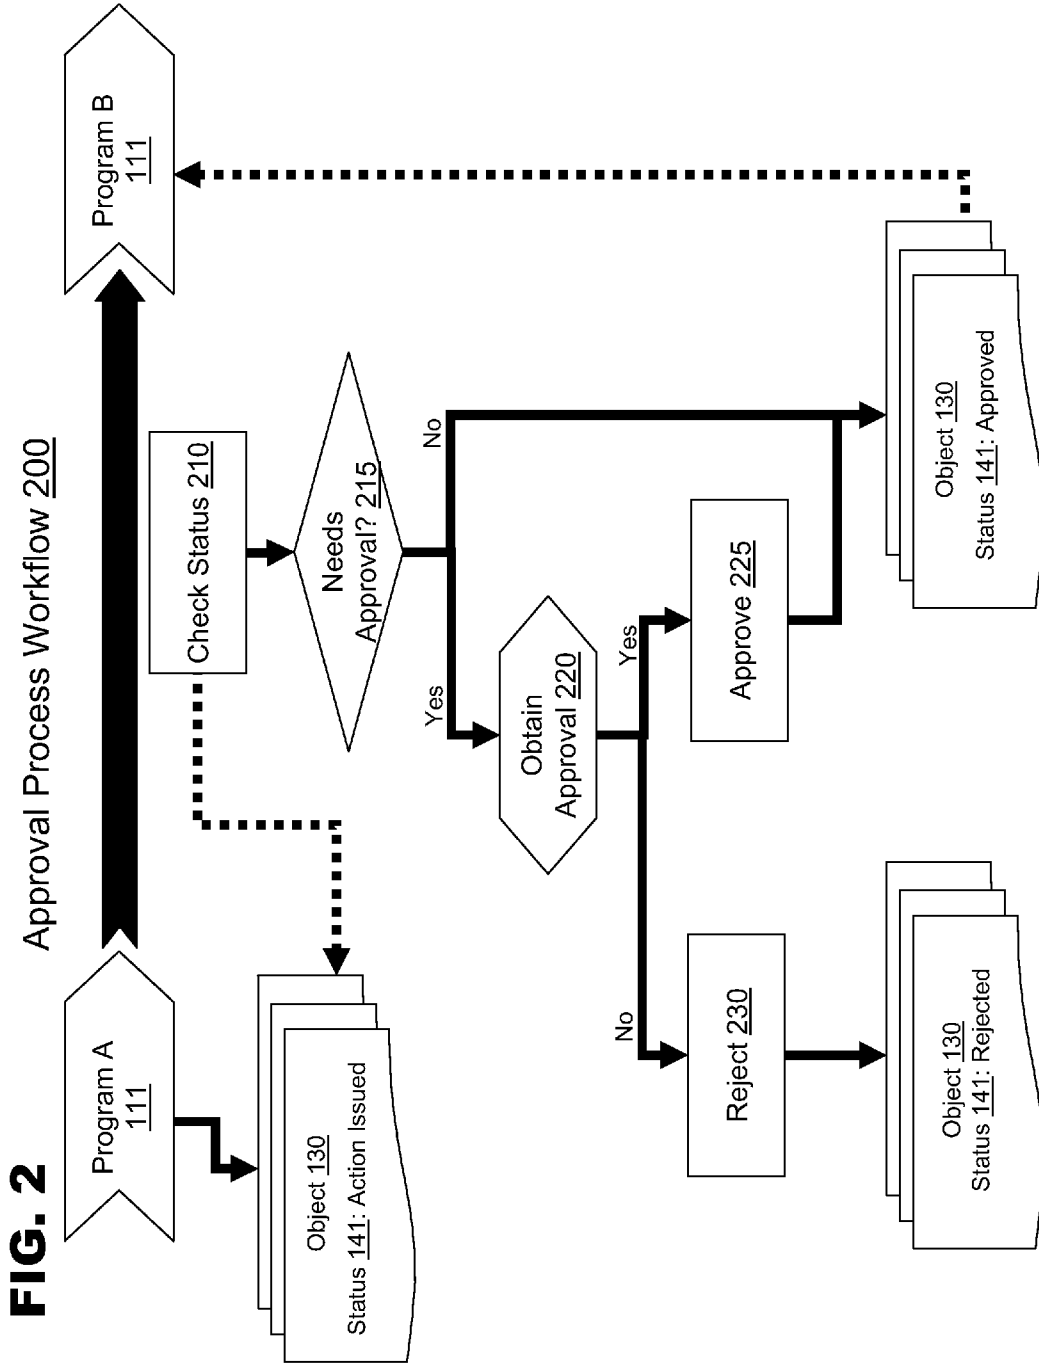 FIG. 2
Approval Process Workflow 200
Program A
111
Program B
111
Check Status 210
Object 130
Status 141: Action Issued
Needs
Approval? 215
Yes
No
Obtain
Approval 220
No
Yes
Reject 230
Approve 225
Object 130
Status 141: Rejected
Object 130
Status 141: Approved